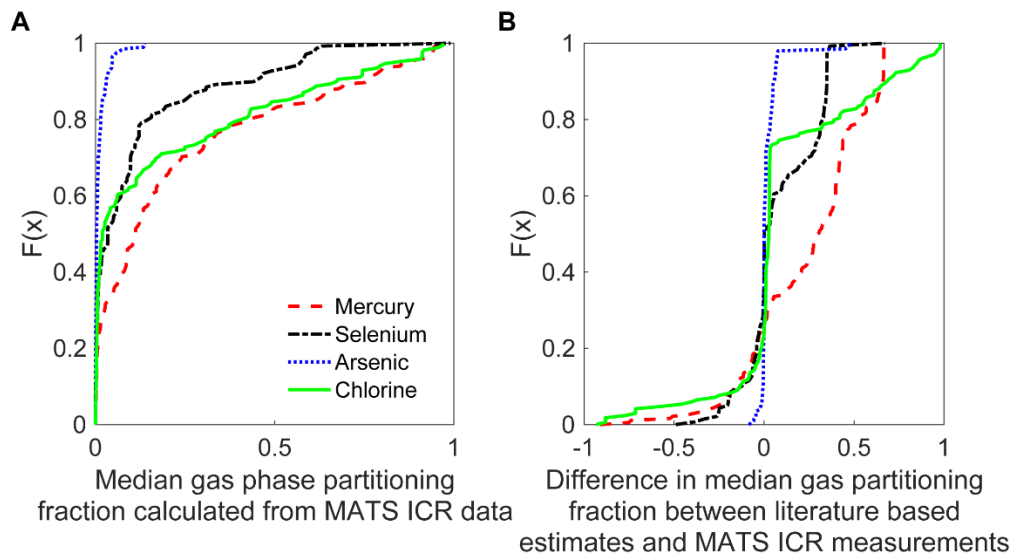 A
F(x)
1
0.8
0.6
0.4
0.2
0
0
0.5
1
Mercury
Selenium
Arsenic
Chlorine
Median gas phase partitioning
fraction calculated from MATS ICR data
B
F(x)
1
0.8
0.6
0.4
0.2
0
-1
-0.5
0
0.5
1
Difference in median gas partitioning
fraction between literature based
estimates and MATS ICR measurements